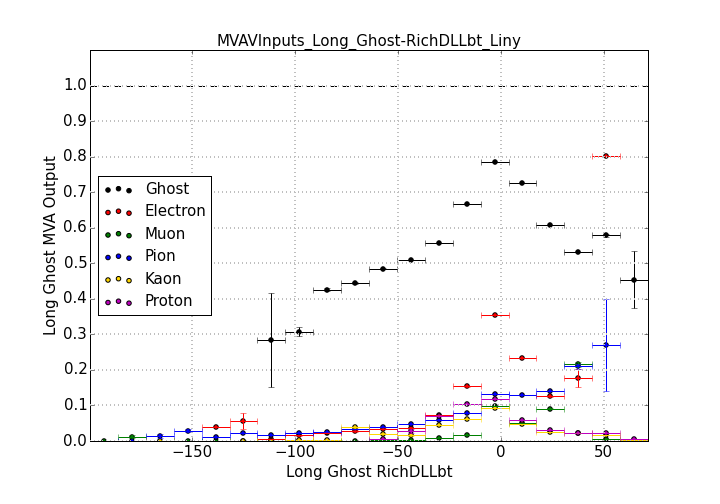 MVAVInputs_Long_Ghost-RichDLLbt_Liny
1.0
0.9
0.8
0.7
0.6
0.5
0.4
0.3
0.2
0.1
0.0
Long Ghost MVA Output
Ghost
Electron
Muon
Pion
Kaon
Proton
−150
−100
−50
0
50
Long Ghost RichDLLbt